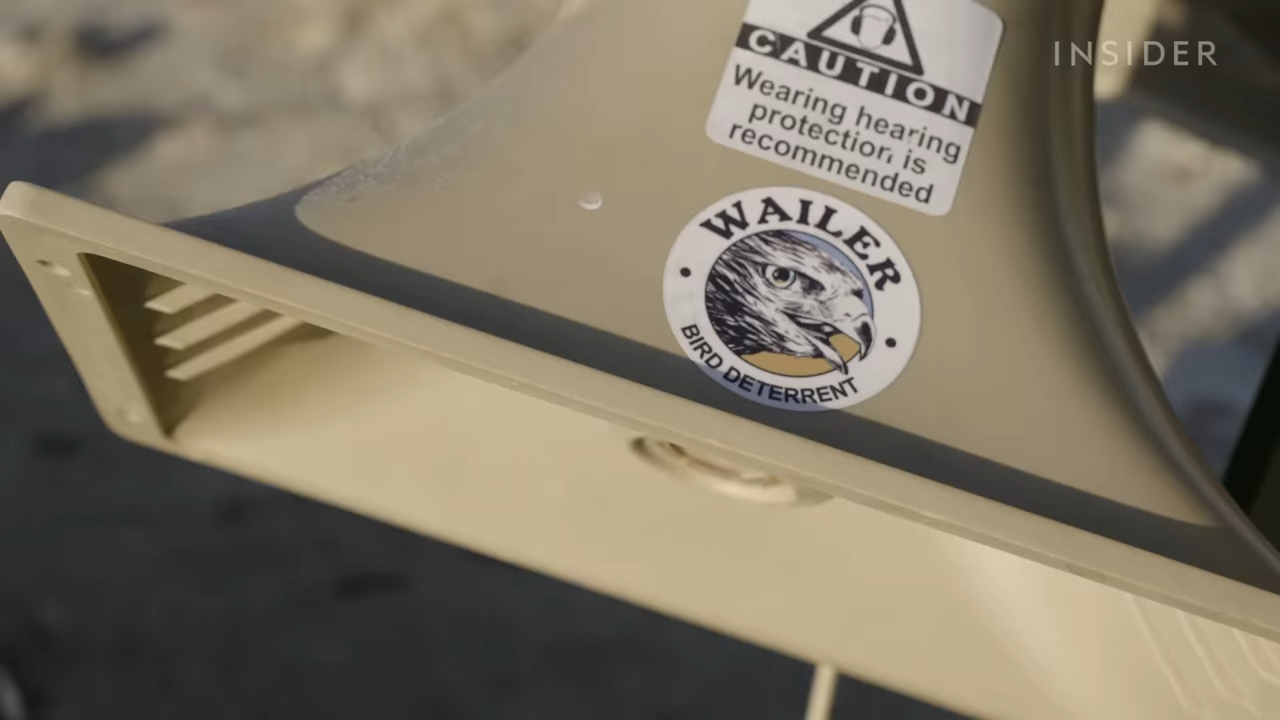 INSIDER
CAUTION
Wearing hearing
protection is
recommended
WAILER
BIRD DETERRENT